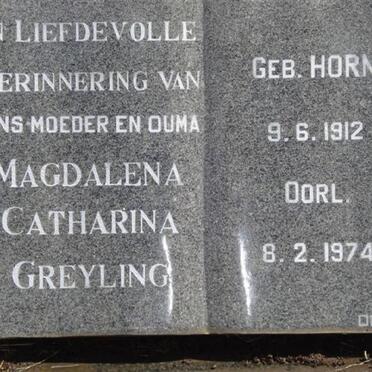 N LIEFDEVOLLE
ERINNERING VAN
NS-MOEDER EN OUMA
MAGDALENA
CATHARINA
GREYLING
GEB. HORN
9.6.1912
OORL.
8.2.1974